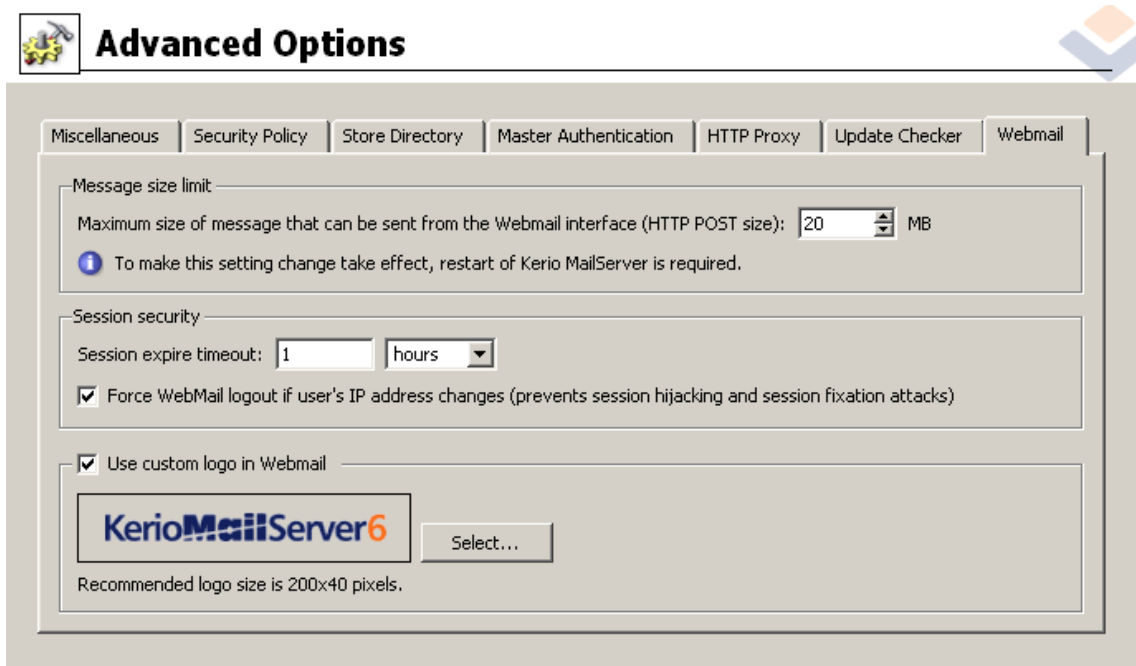 Advanced Options
Miscellaneous Security Policy Store Directory Master Authentication HTTP Proxy Update Checker Webmail
Message size limit
Maximum size of message that can be sent from the Webmail interface (HTTP POST size): 20 MB
To make this setting change take effect, restart of Kerio MailServer is required.
Session security
Session expire timeout: 1 hours
Force WebMail logout if user's IP address changes (prevents session hijacking and session fixation attacks)
Use custom logo in Webmail
KerioMailServer6
Select...
Recommended logo size is 200x40 pixels.